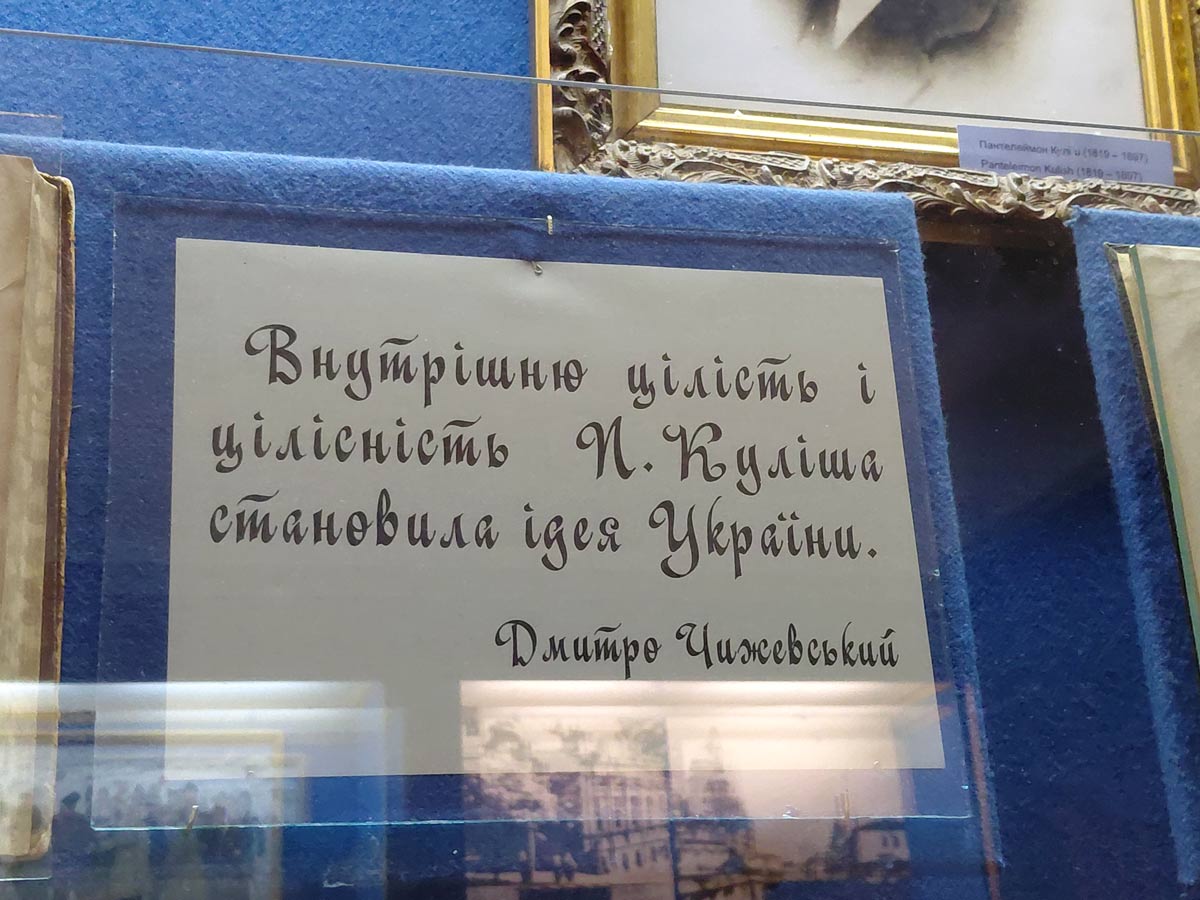 Пантелеймон Куліш (1819 – 1897)
Panteleimon Kulish (1819 – 1897)
Внутрішню цілість і
цілісність П. Куліша
становила ідея України.
Дмитро Чижевський